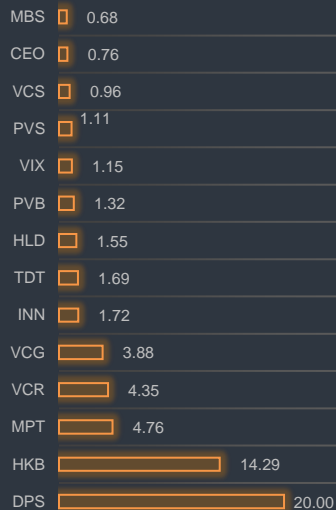 MBS 0.68
CEO 0.76
VCS 0.96
PVS 1.11
VIX 1.15
PVB 1.32
HLD 1.55
TDT 1.69
INN 1.72
VCG 3.88
VCR 4.35
MPT 4.76
HKB 14.29
DPS 20.00